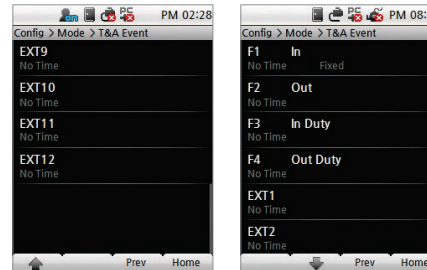 PM 02:28
Config > Mode > T&A Event
EXT9
No Time
EXT10
No Time
EXT11
No Time
EXT12
No Time
Prev Home
PM 08:
Config > Mode > T&A Event
F1 In
No Time Fixed
F2 Out
No Time
F3 In Duty
No Time
F4 Out Duty
No Time
EXT1
No Time
EXT2
No Time
Prev Home